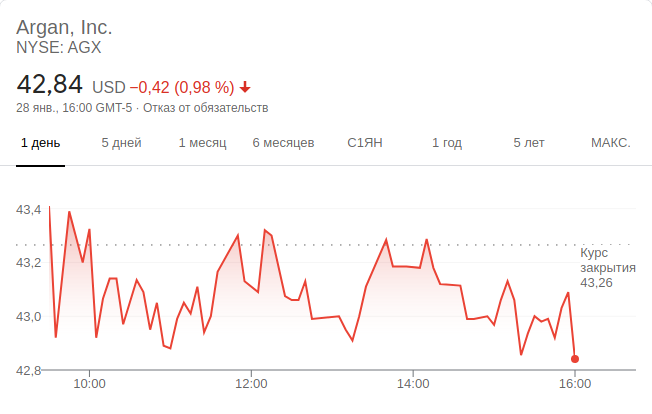 Argan, Inc.
NYSE: AGX
42,84 USD −0,42 (0,98 %)
28 янв., 16:00 GMT-5 · Отказ от обязательств
1 день 5 дней 1 месяц 6 месяцев С1ЯН 1 год 5 лет МАКС.
43,4
43,2
43,0
42,8
Курс
закрытия
43,26
10:00 12:00 14:00 16:00